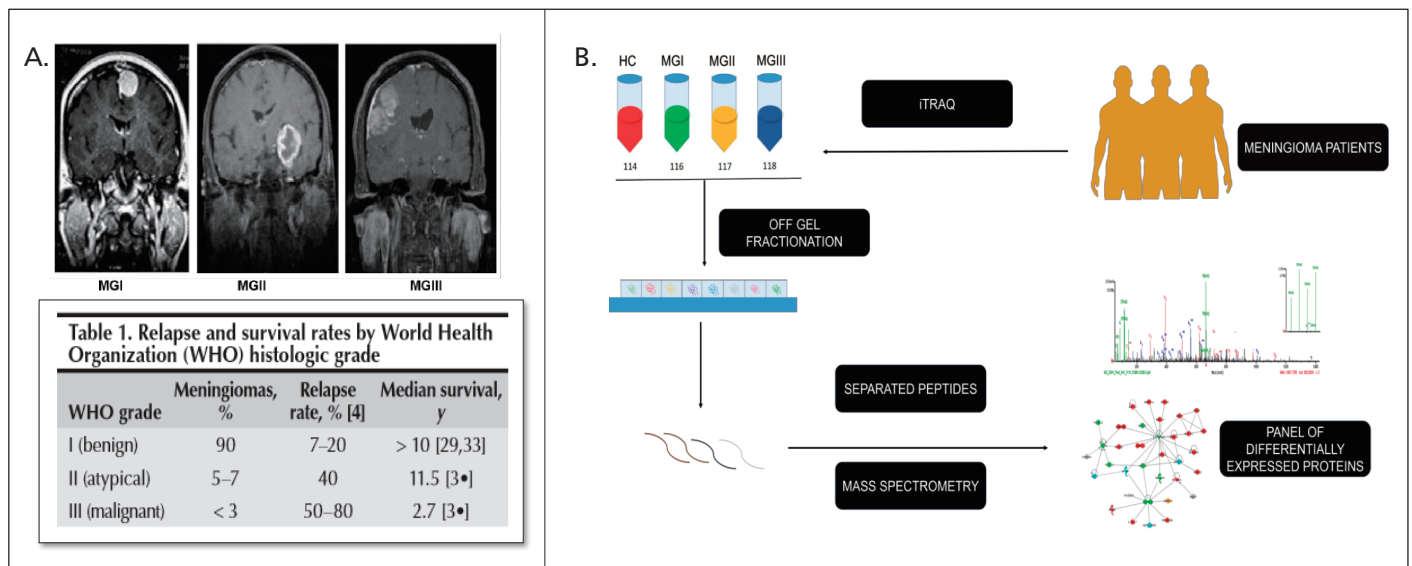 A.
MGI
MGII
MGIII
Table 1. Relapse and survival rates by World Health
Organization (WHO) histologic grade
WHO grade Meningiomas, % Relapse rate, % [4] Median survival, y
I (benign) 90 7–20 > 10 [29,33]
II (atypical) 5–7 40 11.5 [3•]
III (malignant) < 3 50–80 2.7 [3•]
B.
HC MGI MGII MGIII
114 116 117 118
iTRAQ
MENINGIOMA PATIENTS
OFF GEL
FRACTIONATION
SEPARATED PEPTIDES
MASS SPECTROMETRY
PANEL OF
DIFFERENTIALLY
EXPRESSED PROTEINS